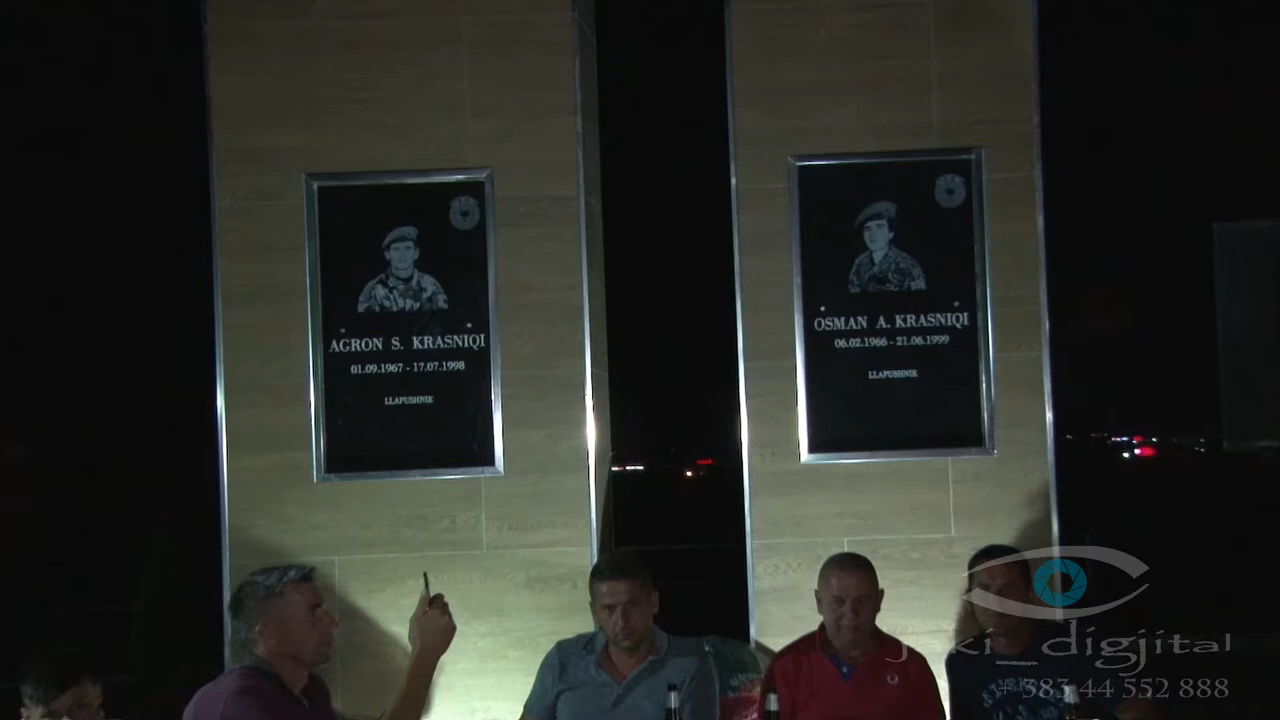 AGRON S. KRASNIQI
01.09.1967 - 17.07.1998
LLAPUSHNIK
OSMAN A. KRASNIQI
06.02.1966 - 21.06.1999
LLAPUSHNIK
digjital
+ 383 44 552 888